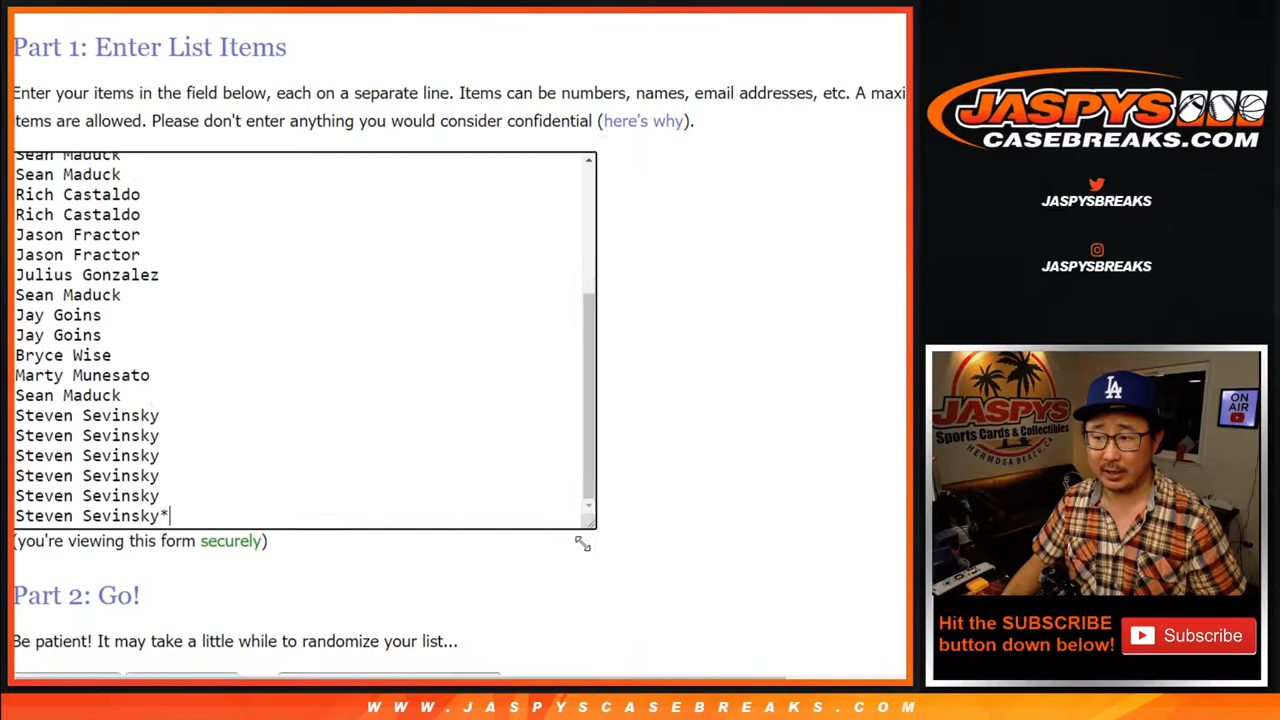 Part 1: Enter List Items
Enter your items in the field below, each on a separate line. Items can be numbers, names, email addresses, etc. A maxi
items are allowed. Please don't enter anything you would consider confidential (here's why).
Sean Maduck
Sean Maduck
Rich Castaldo
Rich Castaldo
Jason Fractor
Jason Fractor
Julius Gonzalez
Sean Maduck
Jay Goins
Jay Goins
Bryce Wise
Marty Munesato
Sean Maduck
Steven Sevinsky
Steven Sevinsky
Steven Sevinsky
Steven Sevinsky
Steven Sevinsky
Steven Sevinsky*
(you're viewing this form securely)
Part 2: Go!
Be patient! It may take a little while to randomize your list...
JASPYS
CASEBREAKS.COM
JASPYSBREAKS
JASPYSBREAKS
JASPYS
Sports Cards & Collectibles
HERMOSA BEACH, CA
LA
ON
AIR
Hit the SUBSCRIBE
button down below!
Subscribe
WWW.JASPYSCASEBREAKS.COM